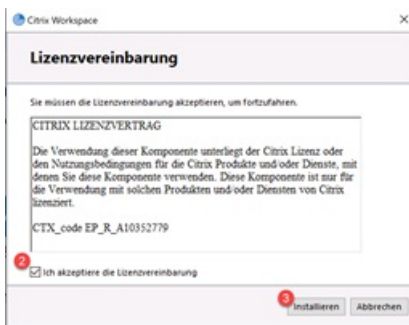 Citrix Workspace
Lizenzvereinbarung
Sie müssen die Lizenzvereinbarung akzeptieren, um fortzufahren.
CITRIX LIZENZVERTRAG
Die Verwendung dieser Komponente unterliegt der Citrix Lizenz oder
den Nutzungsbedingungen für die Citrix Produkte und/oder Dienste, mit
denen Sie diese Komponente verwenden. Diese Komponente ist nur für
die Verwendung mit solchen Produkten und/oder Diensten von Citrix
lizenziert.
CTX_code EP_R_A10352779
2
Ich akzeptiere die Lizenzvereinbarung
3
Installieren Abbrechen